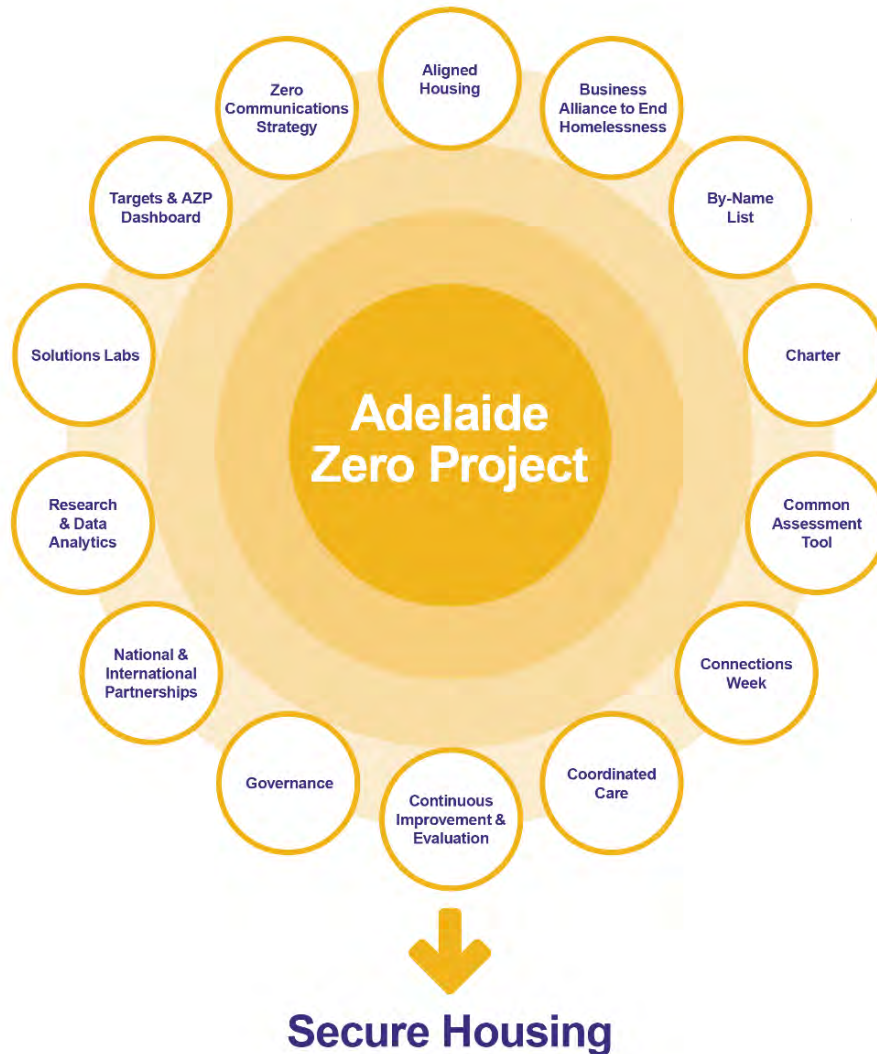 Aligned
Housing
Business
Alliance to End
Homelessness
By-Name
List
Charter
Common
Assessment
Tool
Connections
Week
Coordinated
Care
Continuous
Improvement &
Evaluation
Governance
National &
International
Partnerships
Research
& Data
Analytics
Solutions Labs
Targets & AZP
Dashboard
Zero
Communications
Strategy
Adelaide
Zero Project
Secure Housing